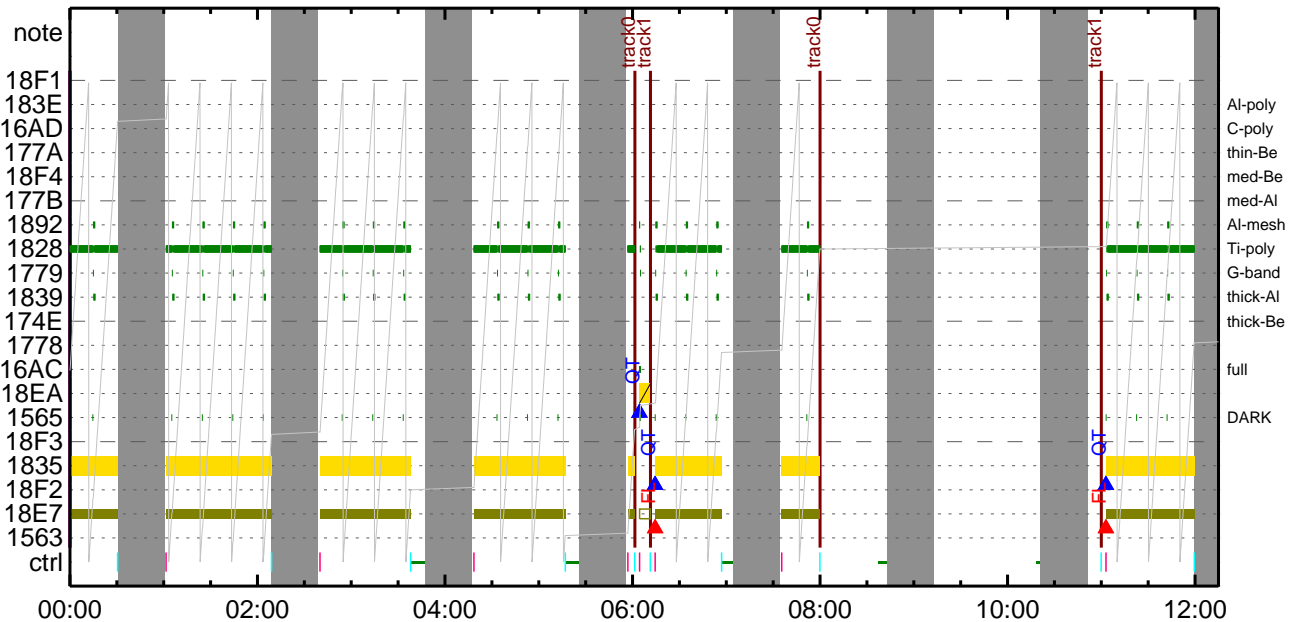 track0
track1
track0
track1
note
18F1
183E Al-poly
16AD C-poly
177A thin-Be
18F4 med-Be
177B med-Al
1892 Al-mesh
1828 Ti-poly
1779 G-band
1839 thick-Al
174E thick-Be
1778
16AC QT full
18EA
1565 DARK
18F3 QT QT
1835
18F2 FL FL
18E7
1563
ctrl
00:00 02:00 04:00 06:00 08:00 10:00 12:00